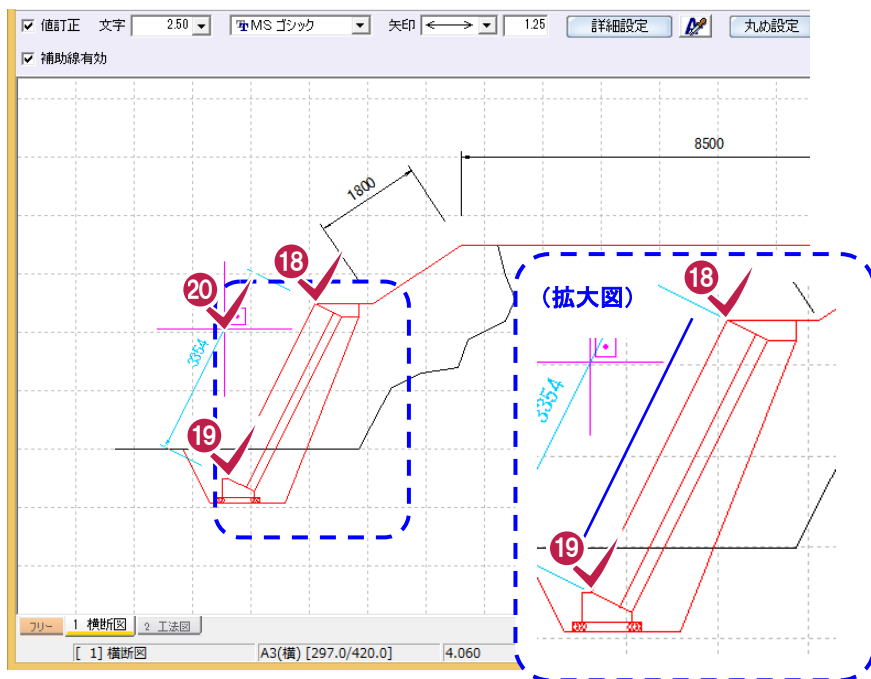 値訂正 文字 2.50 MS ゴシック 矢印 1.25 詳細設定 丸め設定
補助線有効
8500
1800
18
20
3354
19
(拡大図)
18
3354
19
フリー 1 横断図 2 工法図
[ 1] 横断図 A3(横) [297.0/420.0] 4.060